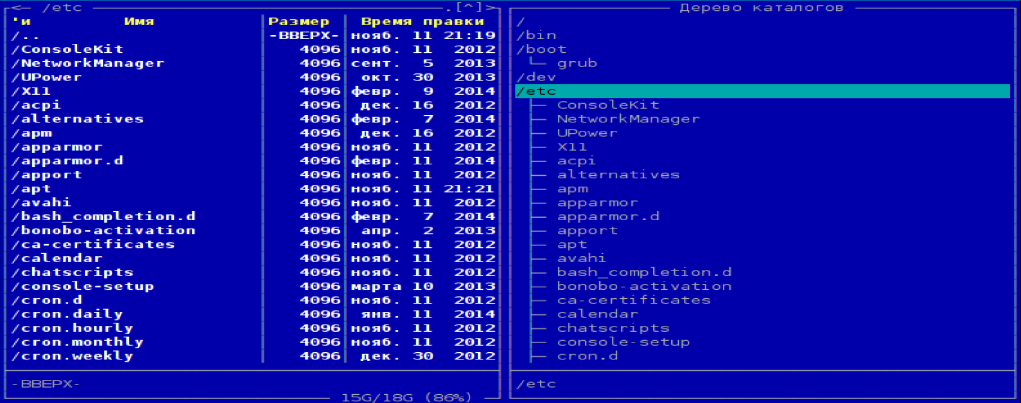 <— /etc .[^]>
'и Имя Размер Время правки
/.. -ВВЕРХ- нояб. 11 21:19
/ConsoleKit 4096 нояб. 11 2012
/NetworkManager 4096 сент. 5 2013
/UPower 4096 окт. 30 2013
/X11 4096 февр. 9 2014
/acpi 4096 дек. 16 2012
/alternatives 4096 февр. 7 2014
/apm 4096 дек. 16 2012
/apparmor 4096 нояб. 11 2012
/apparmor.d 4096 февр. 11 2014
/apport 4096 нояб. 11 2012
/apt 4096 нояб. 11 21:21
/avahi 4096 нояб. 11 2012
/bash_completion.d 4096 февр. 7 2014
/bonobo-activation 4096 апр. 2 2013
/ca-certificates 4096 нояб. 11 2012
/calendar 4096 нояб. 11 2012
/chatscripts 4096 нояб. 11 2012
/console-setup 4096 марта 10 2013
/cron.d 4096 нояб. 11 2012
/cron.daily 4096 янв. 11 2014
/cron.hourly 4096 нояб. 11 2012
/cron.monthly 4096 нояб. 11 2012
/cron.weekly 4096 дек. 30 2012
-ВВЕРХ-
15G/18G (86%)
Дерево каталогов
/
/bin
/boot
grub
/dev
/etc
ConsoleKit
NetworkManager
UPower
X11
acpi
alternatives
apm
apparmor
apparmor.d
apport
apt
avahi
bash_completion.d
bonobo-activation
ca-certificates
calendar
chatscripts
console-setup
cron.d
/etc